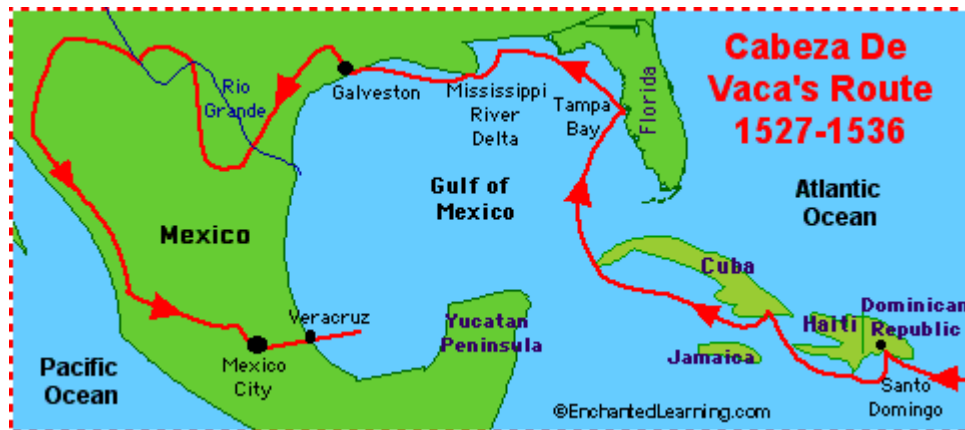 Cabeza De
Vaca's Route
1527-1536
Rio
Grande
Galveston
Mississippi
River
Delta
Tampa
Bay
Florida
Gulf of
Mexico
Atlantic
Ocean
Mexico
Cuba
Veracruz
Yucatan
Peninsula
Haiti
Dominican
Republic
Jamaica
Pacific
Ocean
Mexico
City
Santo
Domingo
©EnchantedLearning.com